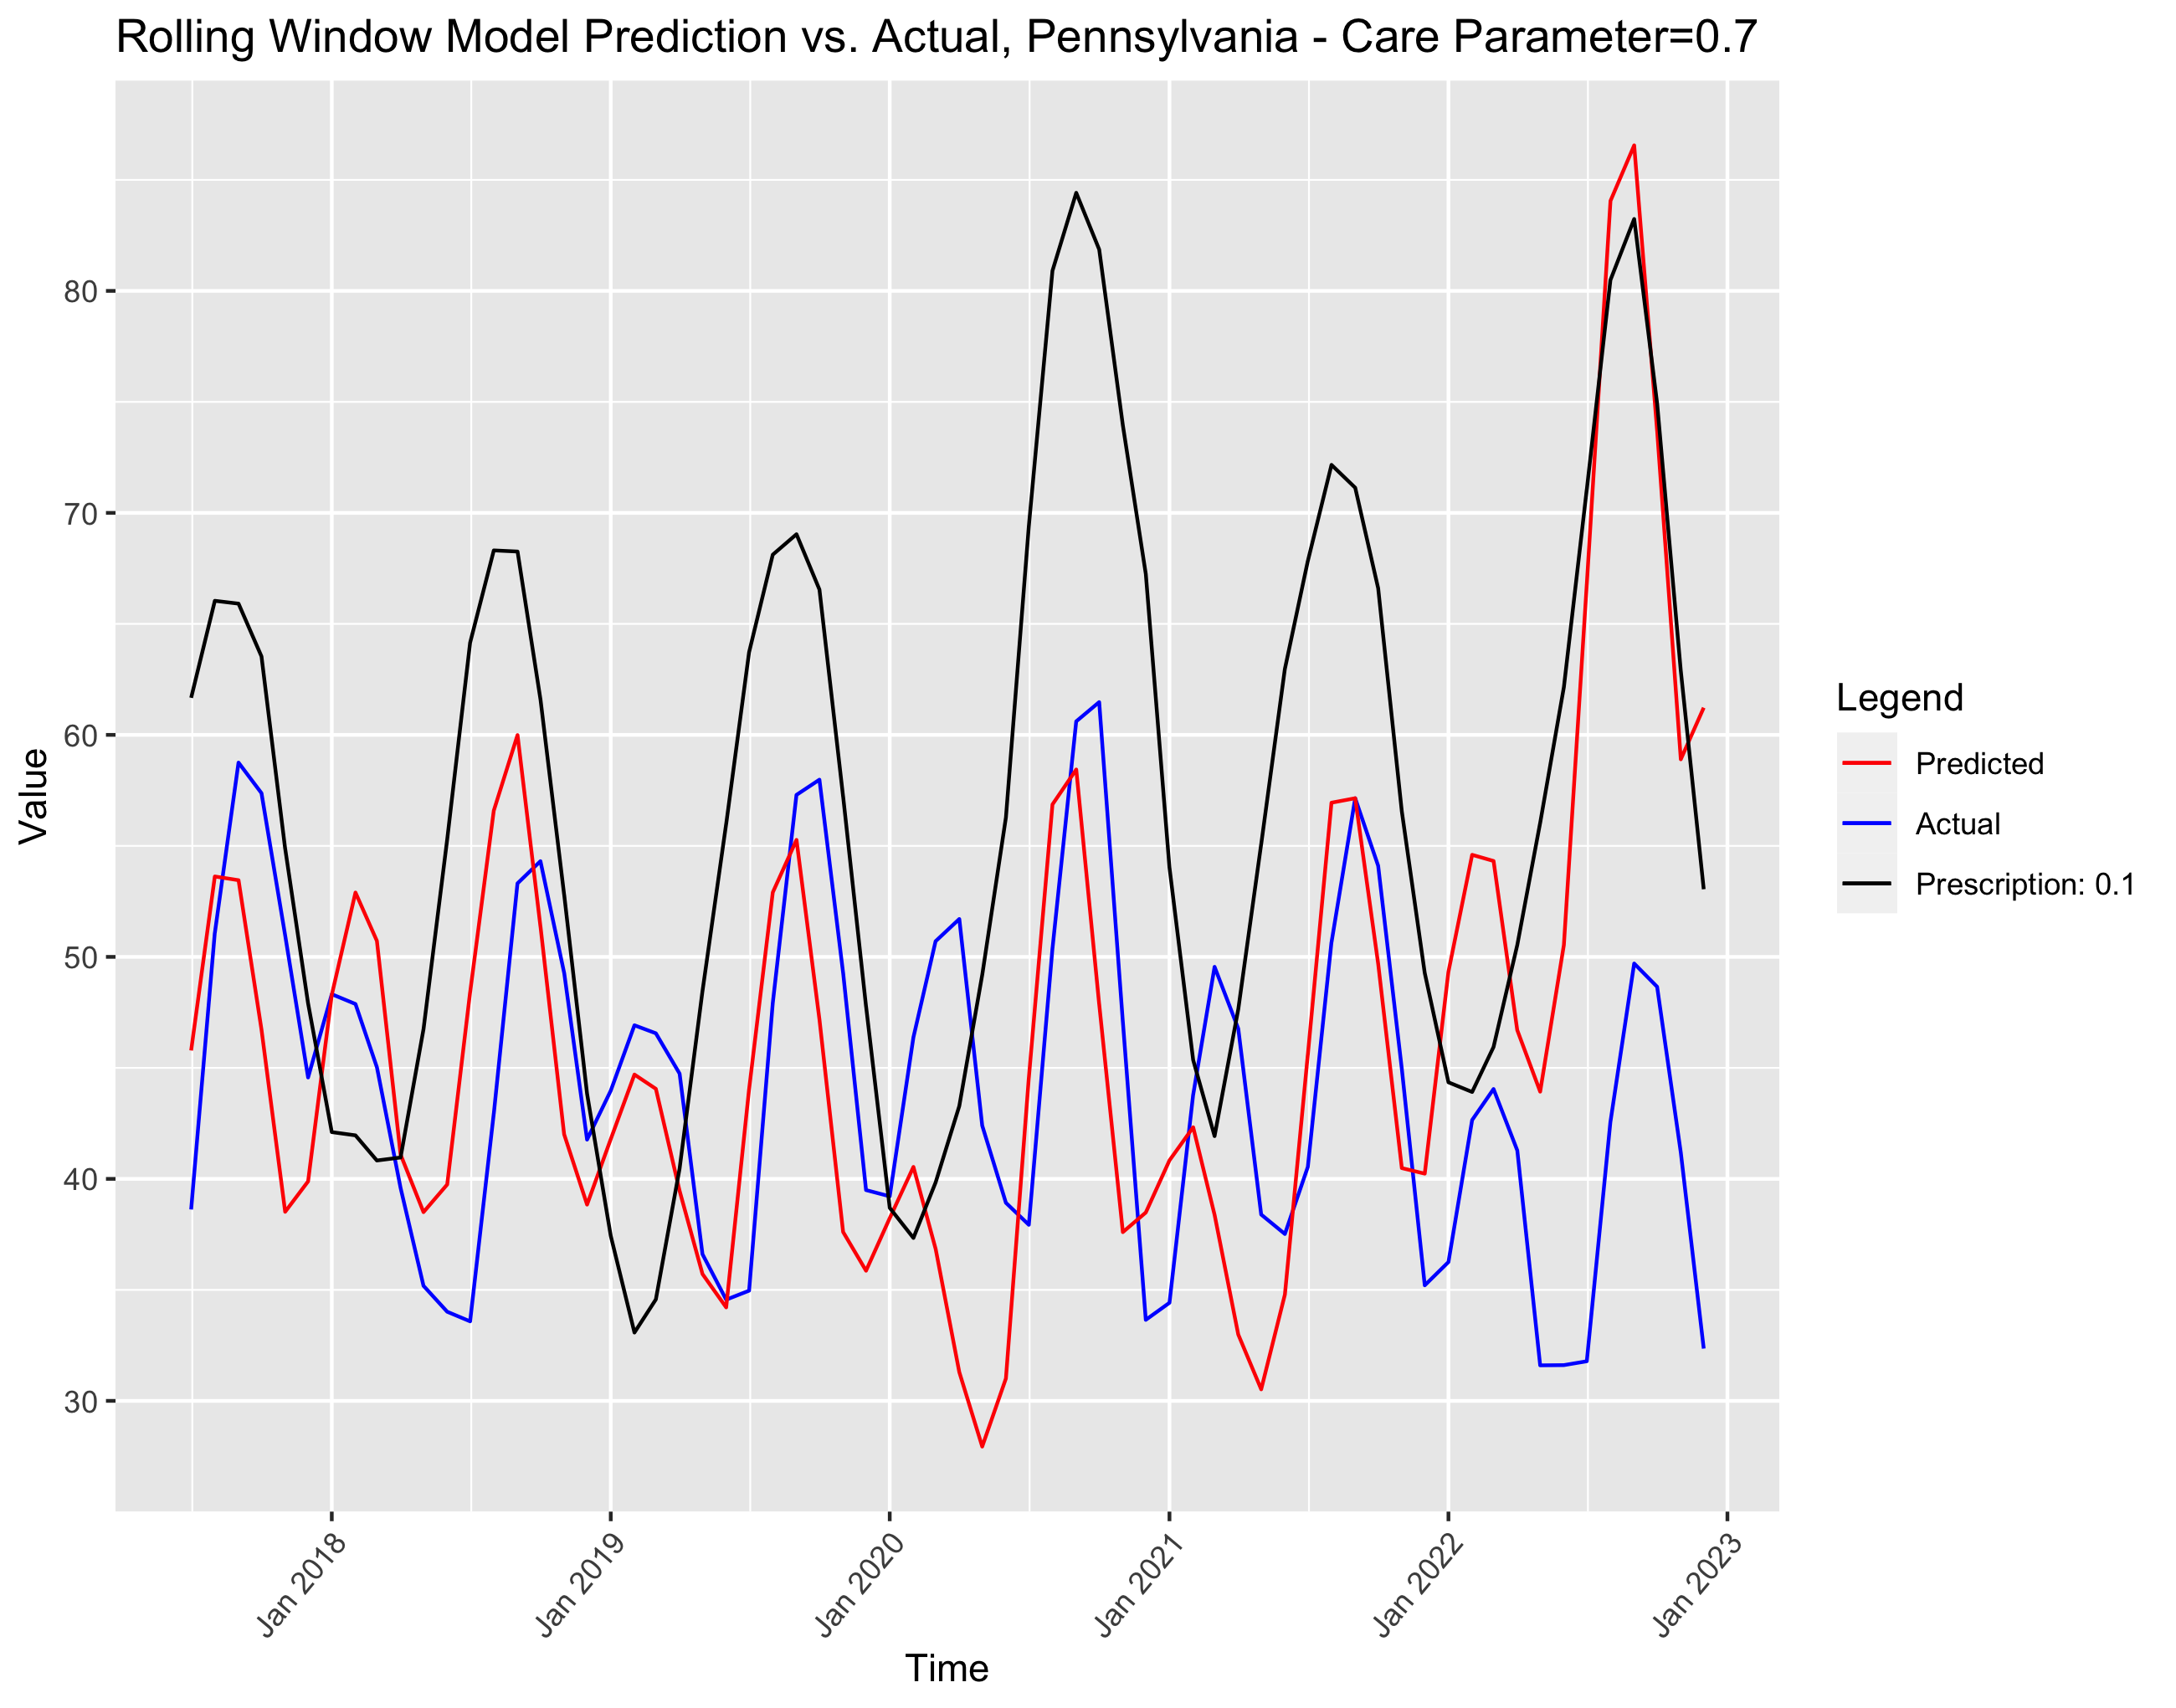 Rolling Window Model Prediction vs. Actual, Pennsylvania - Care Parameter=0.7
Value
80
70
60
50
40
30
Jan 2018
Jan 2019
Jan 2020
Jan 2021
Jan 2022
Jan 2023
Time
Legend
Predicted
Actual
Prescription: 0.1